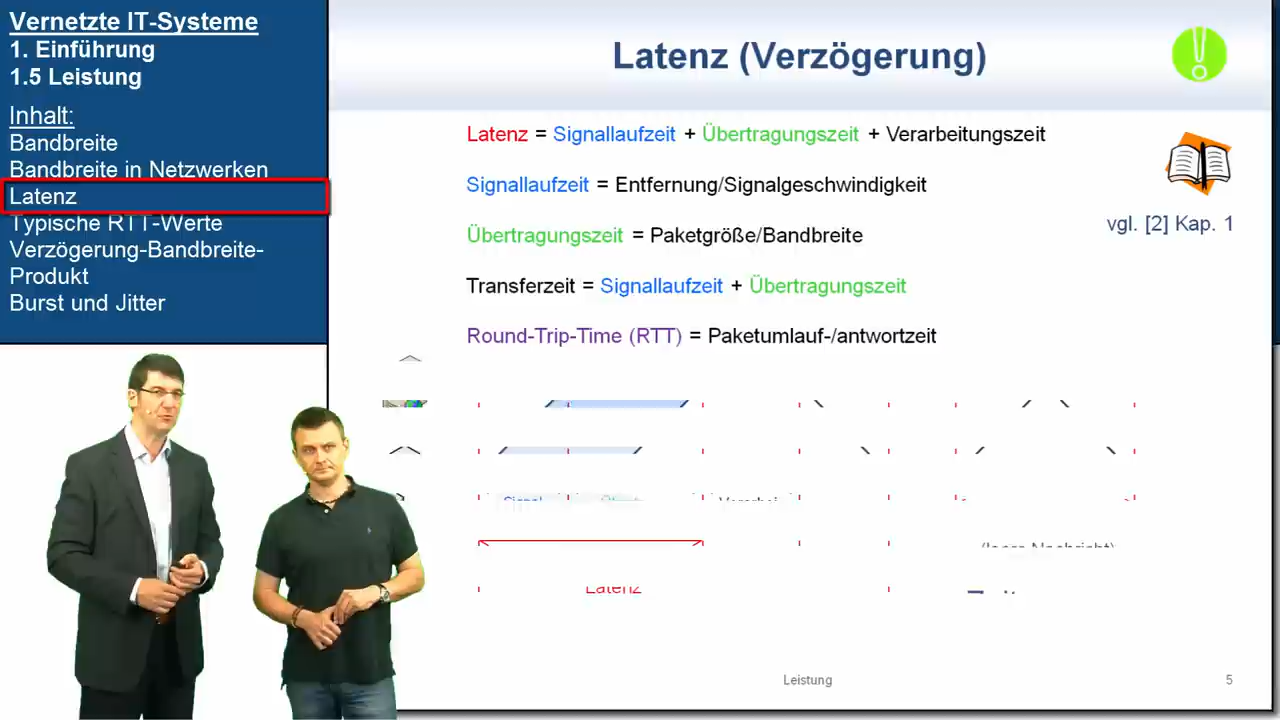 Vernetzte IT-Systeme
1. Einführung
1.5 Leistung
Inhalt:
Bandbreite
Bandbreite in Netzwerken
Latenz
Typische RTT-Werte
Verzögerung-Bandbreite-
Produkt
Burst und Jitter
Latenz (Verzögerung)
Latenz = Signallaufzeit + Übertragungszeit + Verarbeitungszeit
Signallaufzeit = Entfernung/Signalgeschwindigkeit
Übertragungszeit = Paketgröße/Bandbreite
Transferzeit = Signallaufzeit + Übertragungszeit
Round-Trip-Time (RTT) = Paketumlauf-/antwortzeit
vgl. [2] Kap. 1
Latenz
Leistung
5